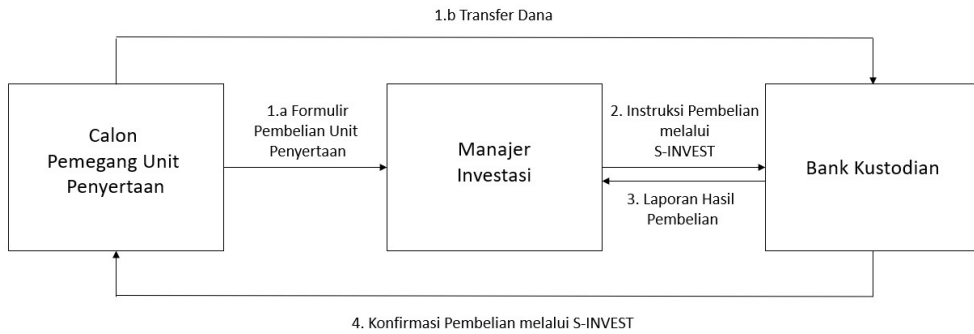 1.b Transfer Dana
Calon
Pemegang Unit
Penyertaan
1.a Formulir
Pembelian Unit
Penyertaan
Manajer
Investasi
2. Instruksi Pembelian
melalui
S-INVEST
3. Laporan Hasil
Pembelian
Bank Kustodian
4. Konfirmasi Pembelian melalui S-INVEST